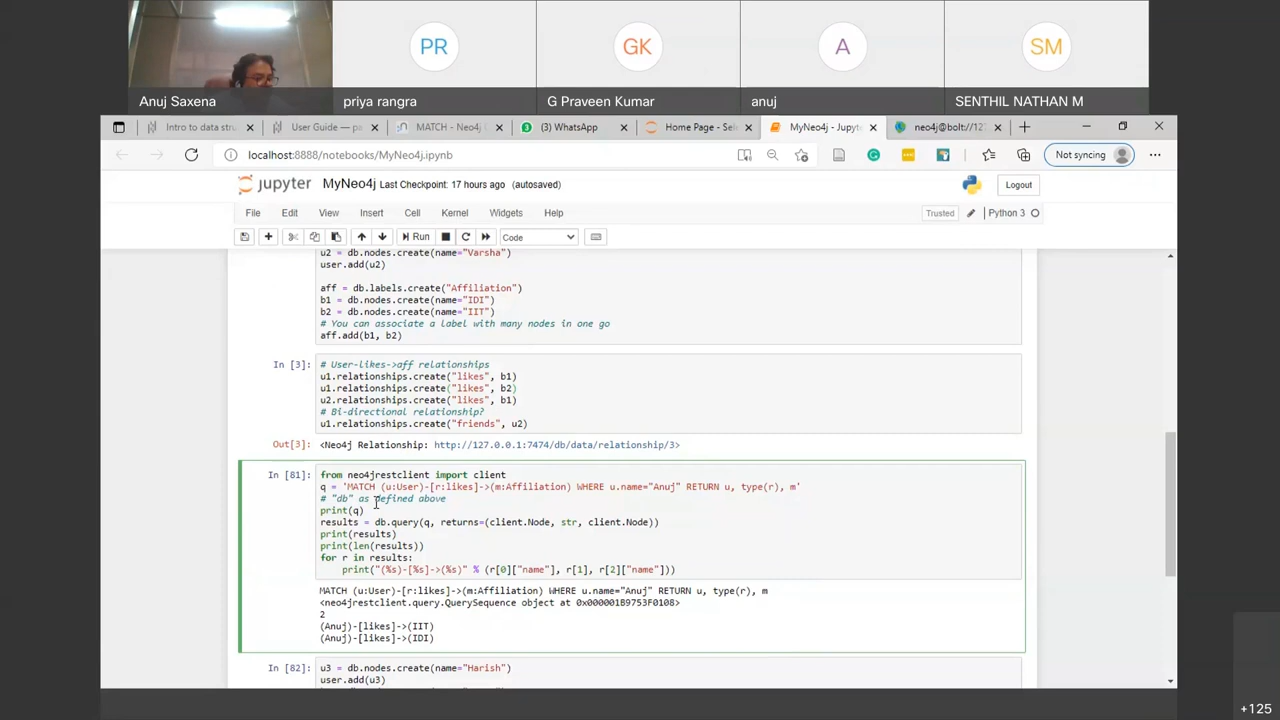 PR
GK
A
SM
Anuj Saxena
priya rangra
G Praveen Kumar
anuj
SENTHIL NATHAN M
Intro to data stru
User Guide — pa
MATCH - Neo4j
(3) WhatsApp
Home Page - Sele
MyNeo4j - Jupyte
neo4j@bolt://127
localhost:8888/notebooks/MyNeo4j.ipynb
Not syncing
jupyter MyNeo4j Last Checkpoint: 17 hours ago (autosaved)
Logout
File Edit View Insert Cell Kernel Widgets Help
Trusted
Python 3
Run
Code
u2 = db.nodes.create(name="Varsha")
user.add(u2)
aff = db.labels.create("Affiliation")
b1 = db.nodes.create(name="IDI")
b2 = db.nodes.create(name="IIT")
# You can associate a label with many nodes in one go
aff.add(b1, b2)
In [3]: # User-likes->aff relationships
u1.relationships.create("likes", b1)
u1.relationships.create("likes", b2)
u2.relationships.create("likes", b1)
# Bi-directional relationship?
u1.relationships.create("friends", u2)
Out[3]: <Neo4j Relationship: http://127.0.0.1:7474/db/data/relationship/3>
In [81]: from neo4jrestclient import client
q = 'MATCH (u:User)-[r:likes]->(m:Affiliation) WHERE u.name="Anuj" RETURN u, type(r), m'
# "db" as defined above
print(q)
results = db.query(q, returns=(client.Node, str, client.Node))
print(results)
print(len(results))
for r in results:
print("(%s)-[%s]->(%s)" % (r[0]["name"], r[1], r[2]["name"]))
MATCH (u:User)-[r:likes]->(m:Affiliation) WHERE u.name="Anuj" RETURN u, type(r), m
<neo4jrestclient.query.QuerySequence object at 0x000001B9753F0108>
2
(Anuj)-[likes]->(IIT)
(Anuj)-[likes]->(IDI)
In [82]: u3 = db.nodes.create(name="Harish")
user.add(u3)
+125